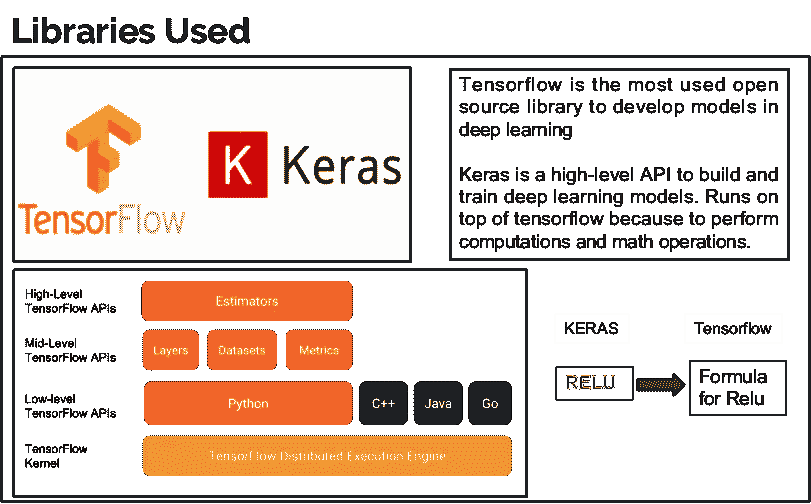 Libraries Used
TensorFlow
K Keras
Tensorflow is the most used open
source library to develop models in
deep learning
Keras is a high-level API to build and
train deep learning models. Runs on
top of tensorflow because to perform
computations and math operations.
High-Level
TensorFlow APIs
Estimators
Mid-Level
TensorFlow APIs
Layers Datasets Metrics
Low-level
TensorFlow APIs
Python C++ Java Go
TensorFlow
Kernel
TensorFlow Distributed Execution Engine
KERAS Tensorflow
RELU
Formula
for Relu